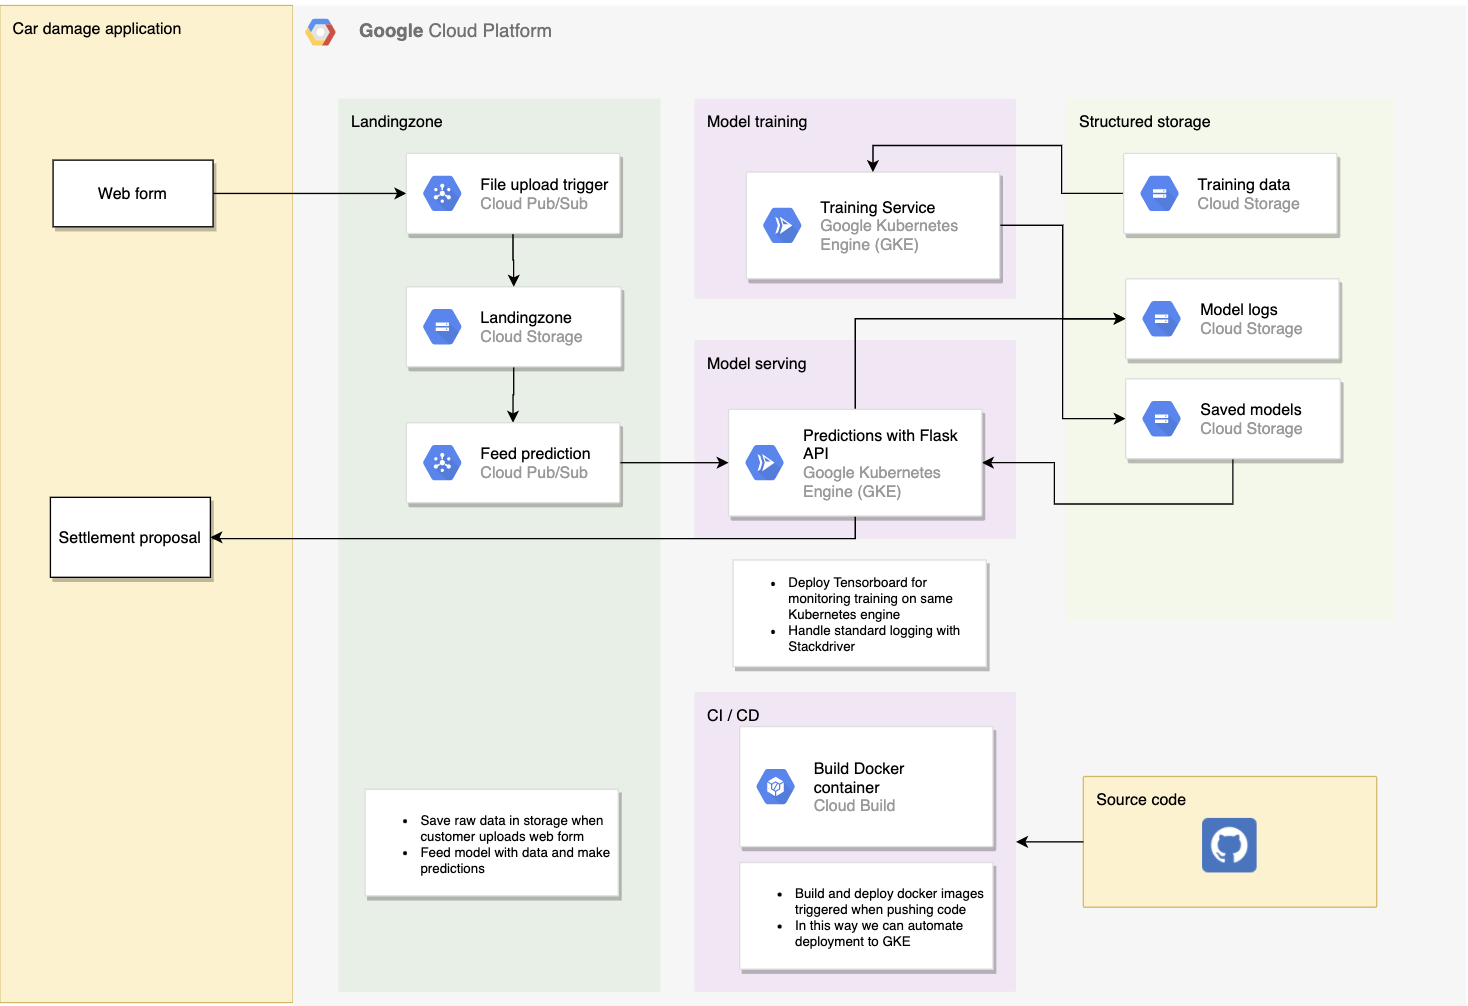 Car damage application
Google Cloud Platform
Web form
Settlement proposal
Landingzone
File upload trigger
Cloud Pub/Sub
Landingzone
Cloud Storage
Feed prediction
Cloud Pub/Sub
• Save raw data in storage when
customer uploads web form
• Feed model with data and make
predictions
Model training
Training Service
Google Kubernetes
Engine (GKE)
Model serving
Predictions with Flask
API
Google Kubernetes
Engine (GKE)
• Deploy Tensorboard for
monitoring training on same
Kubernetes engine
• Handle standard logging with
Stackdriver
CI / CD
Build Docker
container
Cloud Build
• Build and deploy docker images
triggered when pushing code
• In this way we can automate
deployment to GKE
Structured storage
Training data
Cloud Storage
Model logs
Cloud Storage
Saved models
Cloud Storage
Source code